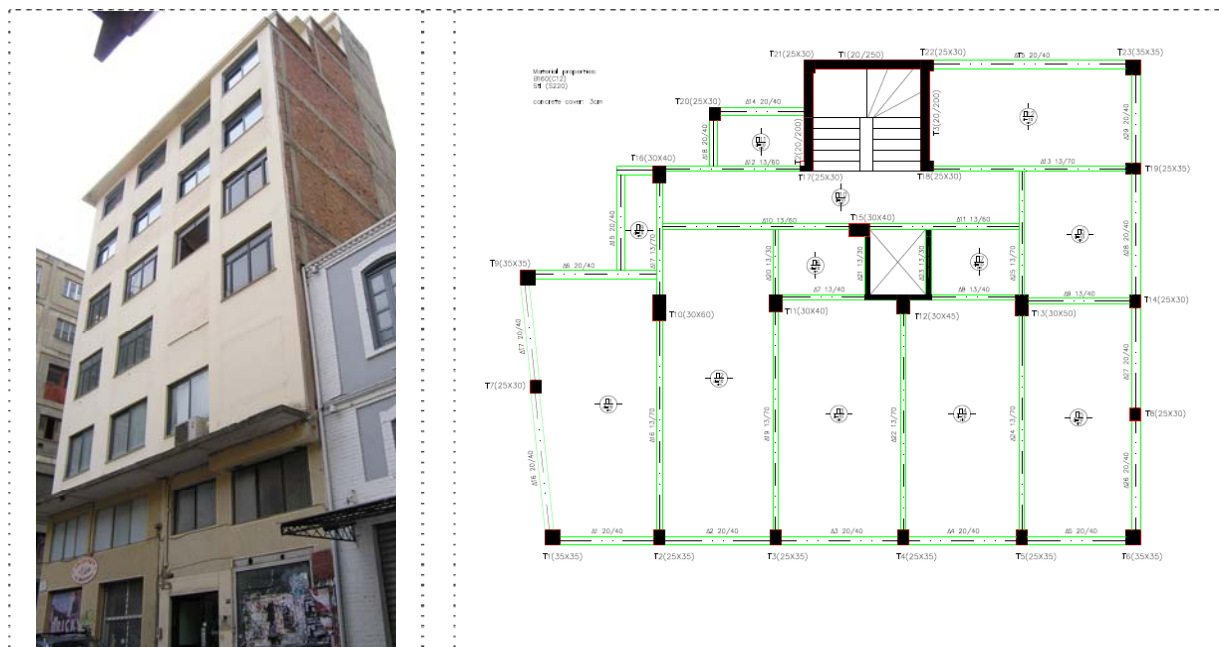 Material properties:
B160(C12)
StI (S220)
concrete cover: 3cm
T21(25X30)
T1(20/250)
T22(25X30)
Δ15 20/40
T23(35X35)
T20(25X30)
Δ14 20/40
Δ18 20/40
T2(20/200)
T3(20/200)
Δ29 20/40
T16(30X40)
Δ12 13/60
T17(25X30)
T18(25X30)
Δ13 13/70
T19(25X35)
Δ15 20/40
Δ17 13/70
Δ10 13/60
T15(30X40)
Δ11 13/60
Δ20 13/30
Δ21 13/30
Δ23 13/30
Δ25 13/70
Δ28 20/40
T9(35X35)
Δ6 20/40
Δ7 13/40
Δ8 13/40
Δ9 13/40
T14(25X30)
T10(30X60)
T11(30X40)
T12(30X45)
T13(30X50)
Δ17 20/40
Δ27 20/40
T7(25X30)
T8(25X30)
Δ16 20/40
Δ16 13/70
Δ19 13/70
Δ22 13/70
Δ24 13/70
Δ26 20/40
Δ1 20/40
Δ2 20/40
Δ3 20/40
Δ4 20/40
Δ5 20/40
T1(35X35)
T2(25X35)
T3(25X35)
T4(25X35)
T5(25X35)
T6(35X35)